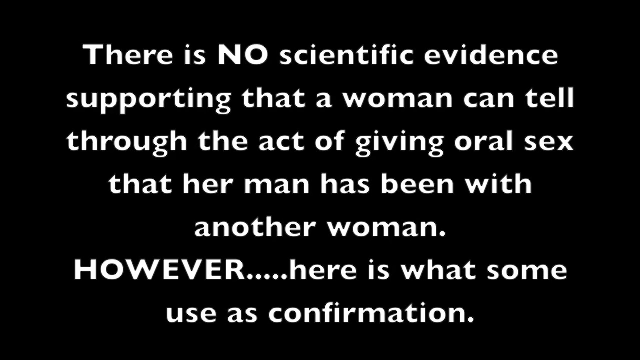 There is NO scientific evidence
supporting that a woman can tell
through the act of giving oral sex
that her man has been with
another woman.
HOWEVER.....here is what some
use as confirmation.